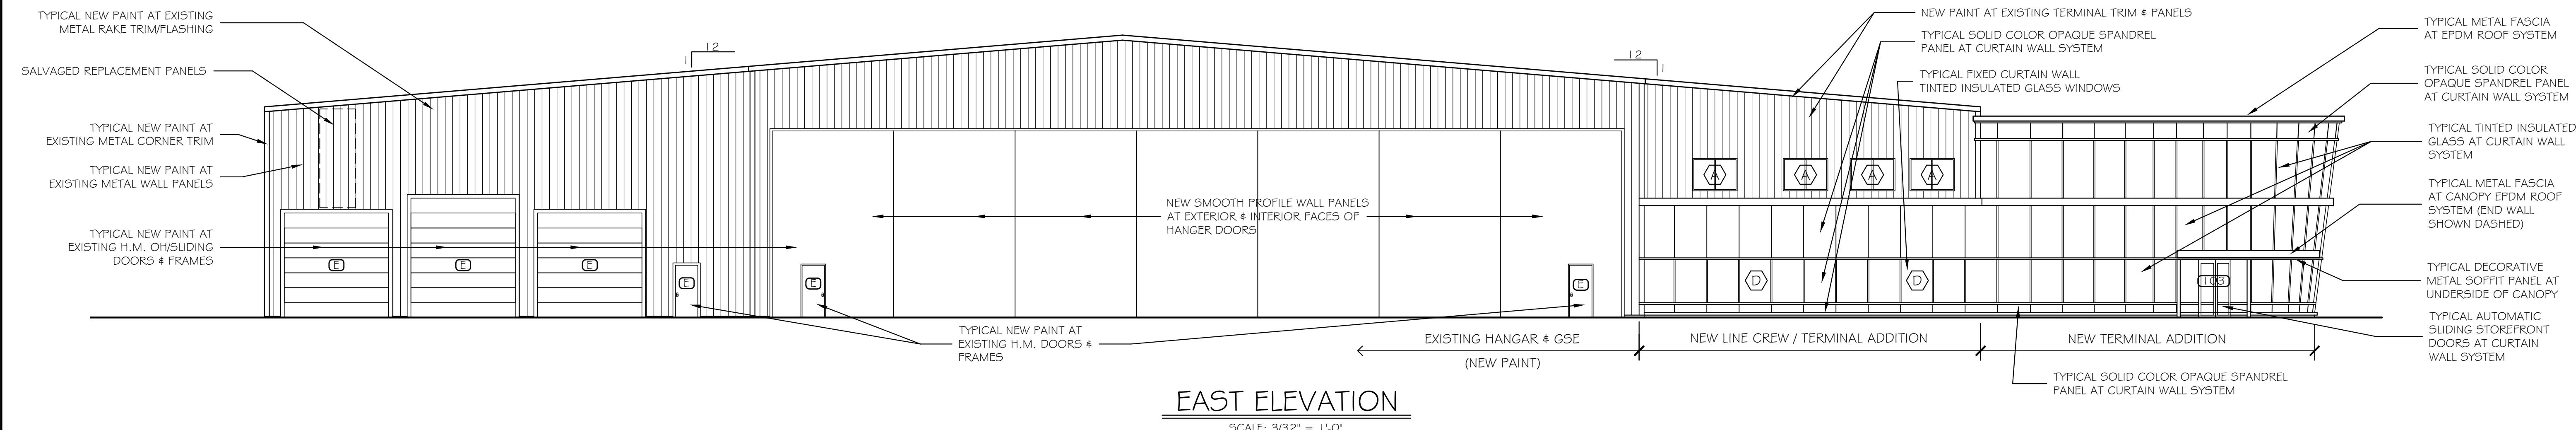 TYPICAL NEW PAINT AT EXISTING
METAL RAKE TRIM/FLASHING
SALVAGED REPLACEMENT PANELS
TYPICAL NEW PAINT AT
EXISTING METAL CORNER TRIM
TYPICAL NEW PAINT AT
EXISTING METAL WALL PANELS
TYPICAL NEW PAINT AT
EXISTING H.M. OH/SLIDING
DOORS & FRAMES
12
1
12
1
E
E
E
E
E
E
NEW SMOOTH PROFILE WALL PANELS
AT EXTERIOR & INTERIOR FACES OF
HANGER DOORS
TYPICAL NEW PAINT AT
EXISTING H.M. DOORS &
FRAMES
NEW PAINT AT EXISTING TERMINAL TRIM & PANELS
TYPICAL SOLID COLOR OPAQUE SPANDREL
PANEL AT CURTAIN WALL SYSTEM
TYPICAL FIXED CURTAIN WALL
TINTED INSULATED GLASS WINDOWS
A
A
A
A
D
D
103
TYPICAL METAL FASCIA
AT EPDM ROOF SYSTEM
TYPICAL SOLID COLOR
OPAQUE SPANDREL PANEL
AT CURTAIN WALL SYSTEM
TYPICAL TINTED INSULATED
GLASS AT CURTAIN WALL
SYSTEM
TYPICAL METAL FASCIA
AT CANOPY EPDM ROOF
SYSTEM (END WALL
SHOWN DASHED)
TYPICAL DECORATIVE
METAL SOFFIT PANEL AT
UNDERSIDE OF CANOPY
TYPICAL AUTOMATIC
SLIDING STOREFRONT
DOORS AT CURTAIN
WALL SYSTEM
EXISTING HANGAR & GSE
(NEW PAINT)
NEW LINE CREW / TERMINAL ADDITION
NEW TERMINAL ADDITION
TYPICAL SOLID COLOR OPAQUE SPANDREL
PANEL AT CURTAIN WALL SYSTEM
EAST ELEVATION
SCALE: 3/32" = 1'-0"